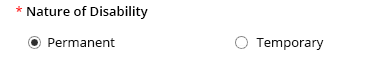 * Nature of Disability
Permanent Temporary